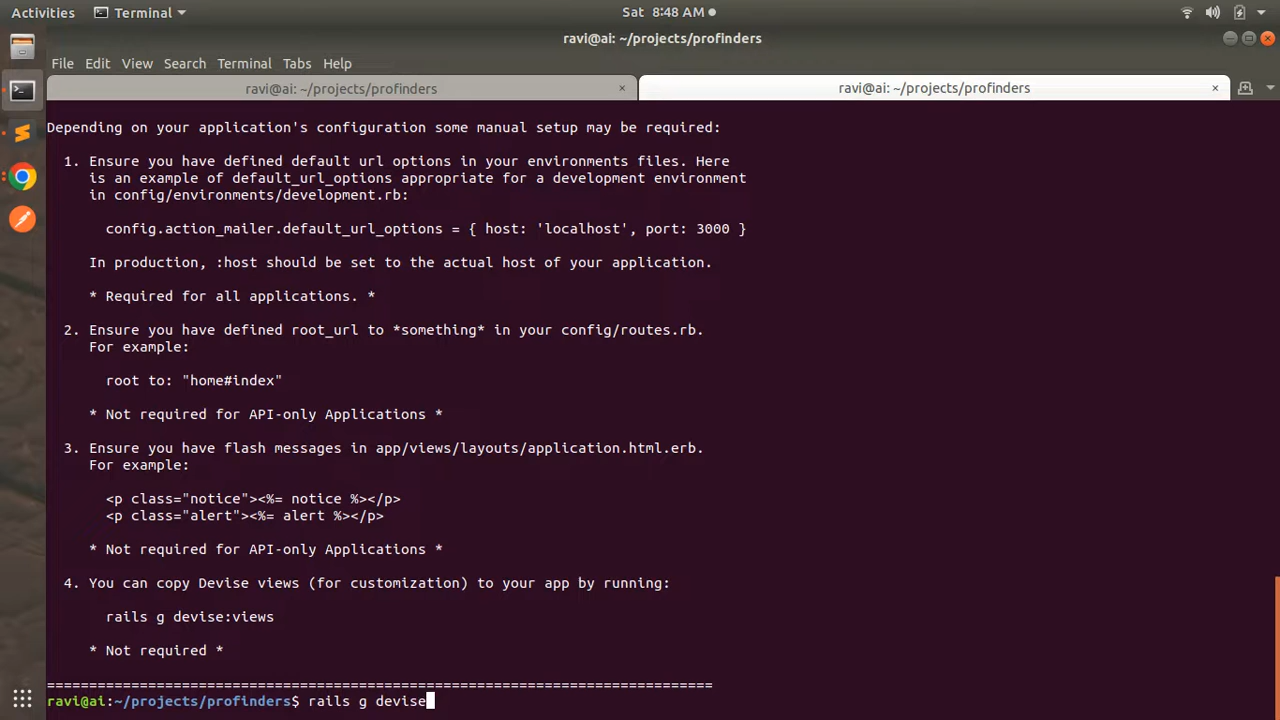 Activities Terminal Sat 8:48 AM
ravi@ai: ~/projects/profinders
File Edit View Search Terminal Tabs Help
ravi@ai: ~/projects/profinders × ravi@ai: ~/projects/profinders ×
Depending on your application's configuration some manual setup may be required:
1. Ensure you have defined default url options in your environments files. Here
is an example of default_url_options appropriate for a development environment
in config/environments/development.rb:
config.action_mailer.default_url_options = { host: 'localhost', port: 3000 }
In production, :host should be set to the actual host of your application.
* Required for all applications. *
2. Ensure you have defined root_url to *something* in your config/routes.rb.
For example:
root to: "home#index"
* Not required for API-only Applications *
3. Ensure you have flash messages in app/views/layouts/application.html.erb.
For example:
<p class="notice"><%= notice %></p>
<p class="alert"><%= alert %></p>
* Not required for API-only Applications *
4. You can copy Devise views (for customization) to your app by running:
rails g devise:views
* Not required *
===============================================================================
ravi@ai:~/projects/profinders$ rails g devise